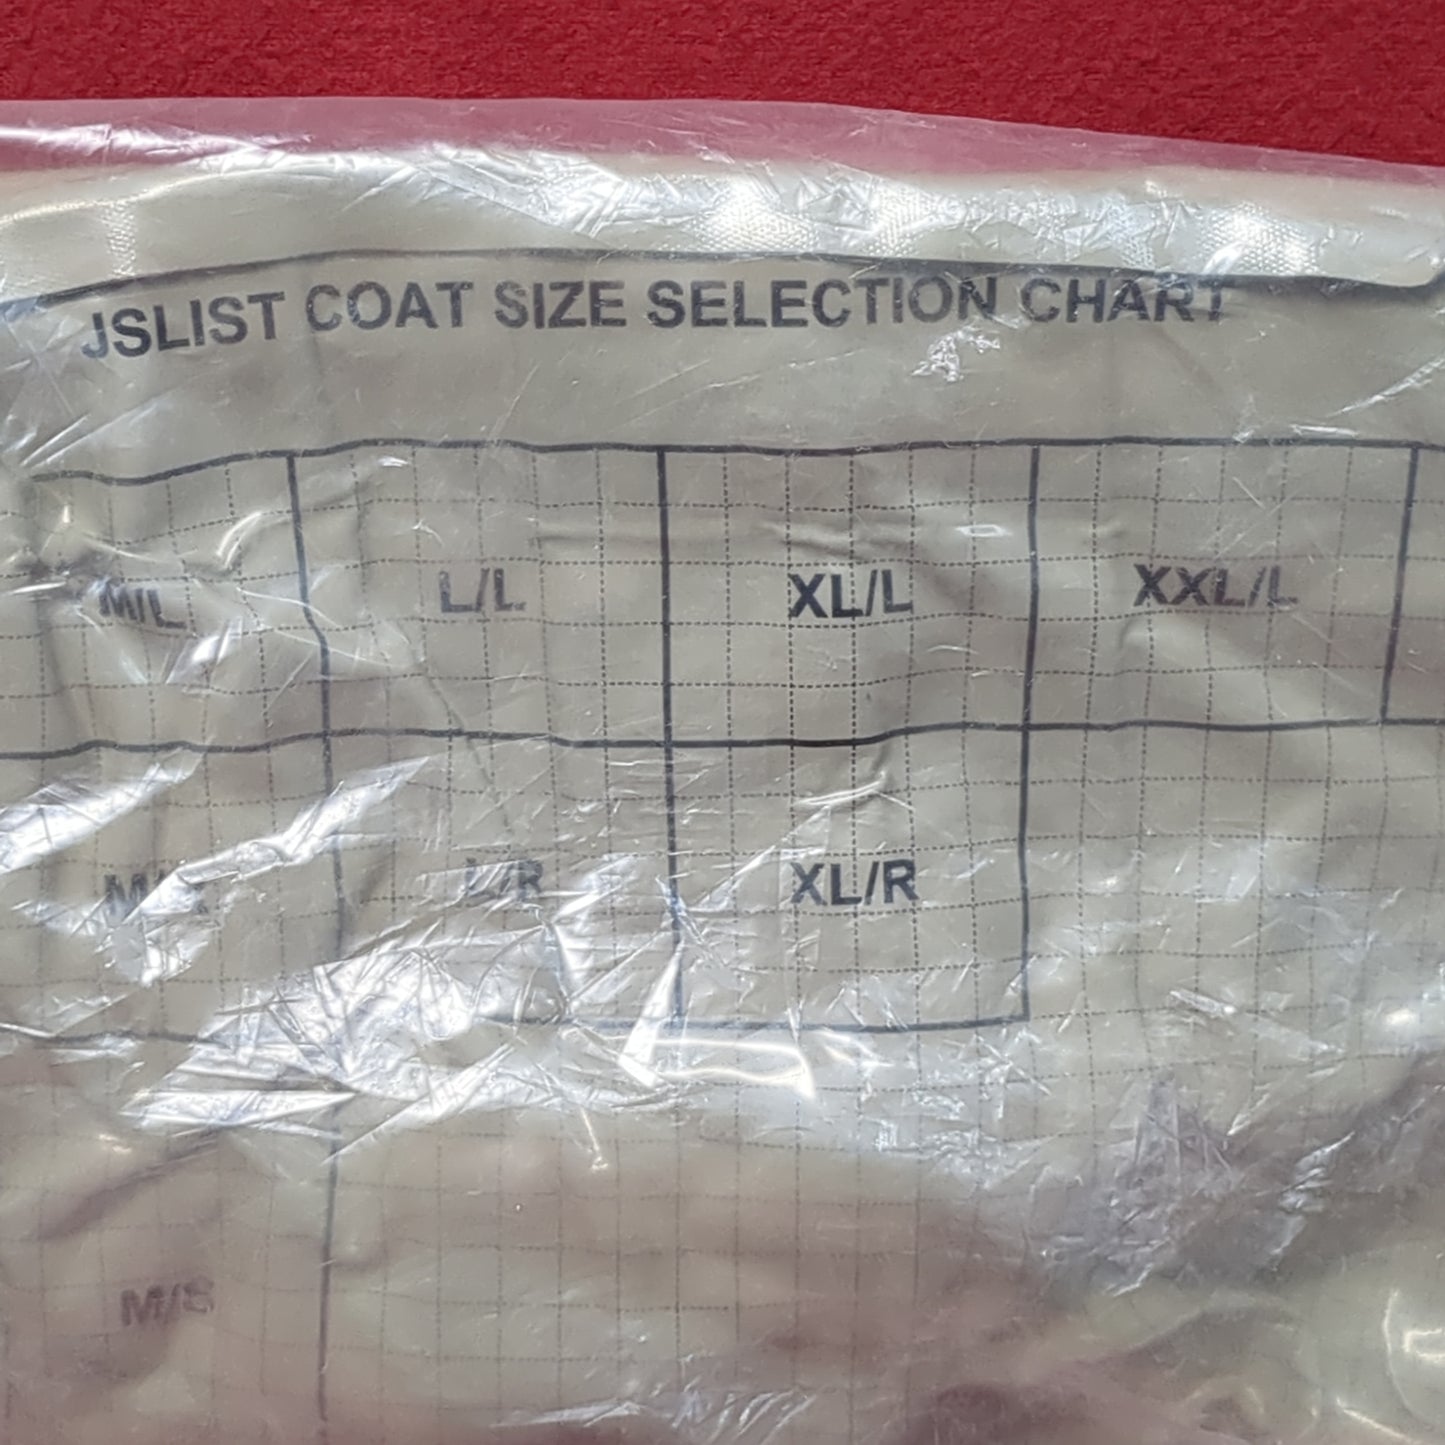 JSLIST COAT SIZE SELECTION CHART
M/L L/L XL/L XXL/L
L/R XL/R
M/S